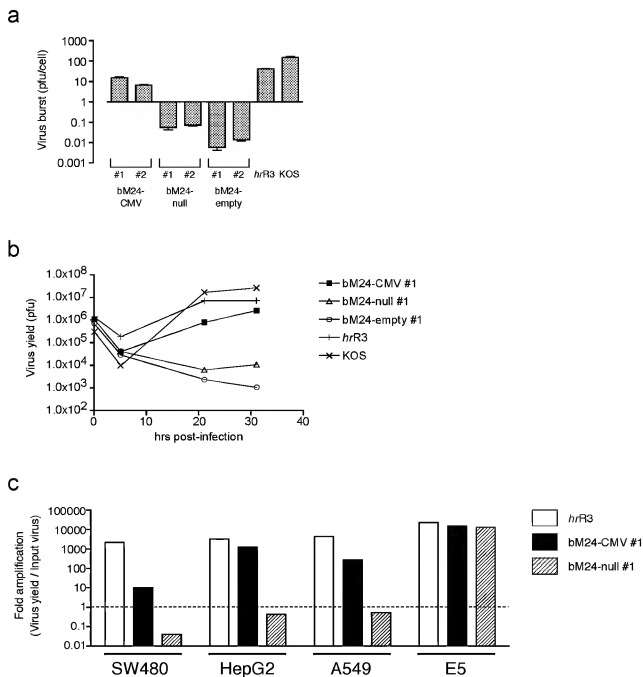 a
Virus burst (pfu/cell)
1000
100
10
1
0.1
0.01
0.001
#1 #2 #1 #2 #1 #2 hrR3 KOS
bM24-CMV bM24-null bM24-empty
b
Virus yield (pfu)
1.0x10⁸
1.0x10⁷
1.0x10⁶
1.0x10⁵
1.0x10⁴
1.0x10³
1.0x10²
0 10 20 30 40
hrs post-infection
bM24-CMV #1
bM24-null #1
bM24-empty #1
hrR3
KOS
c
Fold amplification
(Virus yield / Input virus)
100000
10000
1000
100
10
1
0.1
0.01
SW480 HepG2 A549 E5
hrR3
bM24-CMV #1
bM24-null #1